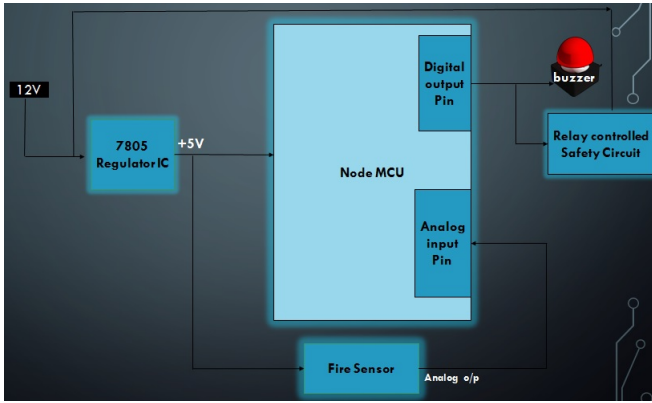 12V
7805
Regulator IC
+5V
Node MCU
Digital
output
Pin
Analog
input
Pin
buzzer
Relay controlled
Safety Circuit
Fire Sensor
Analog o/p